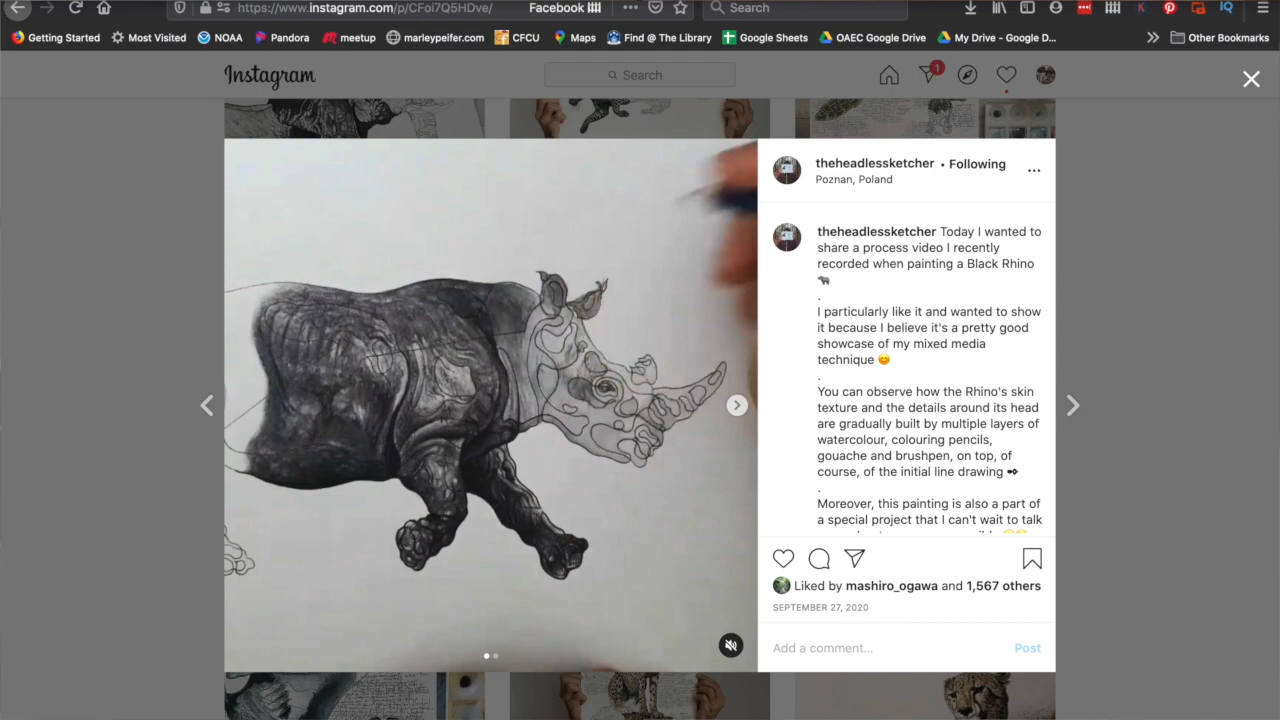 https://www.instagram.com/p/CFoi7Q5HDve/
Facebook
Search
Getting Started
Most Visited
NOAA
Pandora
meetup
marleypeifer.com
CFCU
Maps
Find @ The Library
Google Sheets
OAEC Google Drive
My Drive - Google D...
Other Bookmarks
Instagram
Search
1
theheadlessketcher • Following
Poznan, Poland
theheadlessketcher Today I wanted to
share a process video I recently
recorded when painting a Black Rhino
🦏
.
I particularly like it and wanted to show
it because I believe it's a pretty good
showcase of my mixed media
technique 😊
.
You can observe how the Rhino's skin
texture and the details around its head
are gradually built by multiple layers of
watercolour, colouring pencils,
gouache and brushpen, on top, of
course, of the initial line drawing ✒️
.
Moreover, this painting is also a part of
a special project that I can't wait to talk
Liked by mashiro_ogawa and 1,567 others
SEPTEMBER 27, 2020
Add a comment...
Post